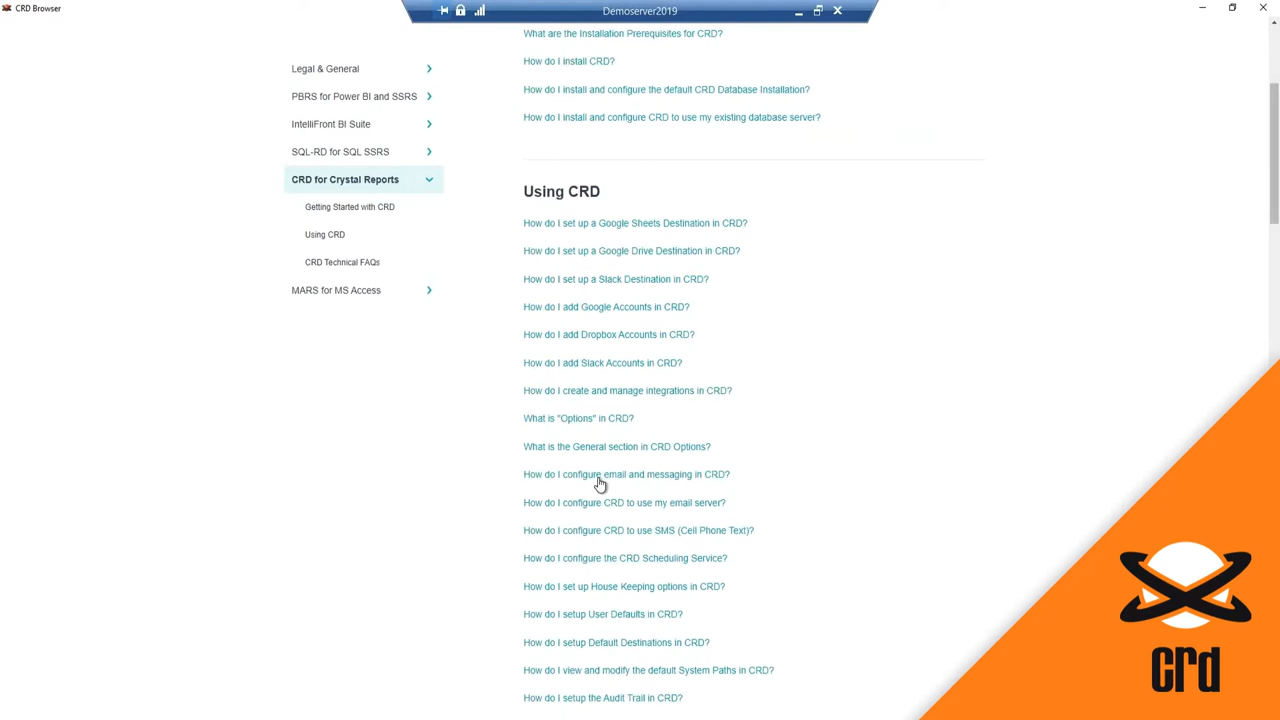 CRD Browser
Demoserver2019
What are the Installation Prerequisites for CRD?
How do I install CRD?
How do I install and configure the default CRD Database Installation?
How do I install and configure CRD to use my existing database server?
Legal & General
PBRS for Power BI and SSRS
IntelliFront BI Suite
SQL-RD for SQL SSRS
CRD for Crystal Reports
Getting Started with CRD
Using CRD
CRD Technical FAQs
MARS for MS Access
Using CRD
How do I set up a Google Sheets Destination in CRD?
How do I set up a Google Drive Destination in CRD?
How do I set up a Slack Destination in CRD?
How do I add Google Accounts in CRD?
How do I add Dropbox Accounts in CRD?
How do I add Slack Accounts in CRD?
How do I create and manage integrations in CRD?
What is "Options" in CRD?
What is the General section in CRD Options?
How do I configure email and messaging in CRD?
How do I configure CRD to use my email server?
How do I configure CRD to use SMS (Cell Phone Text)?
How do I configure the CRD Scheduling Service?
How do I set up House Keeping options in CRD?
How do I setup User Defaults in CRD?
How do I setup Default Destinations in CRD?
How do I view and modify the default System Paths in CRD?
How do I setup the Audit Trail in CRD?
crd